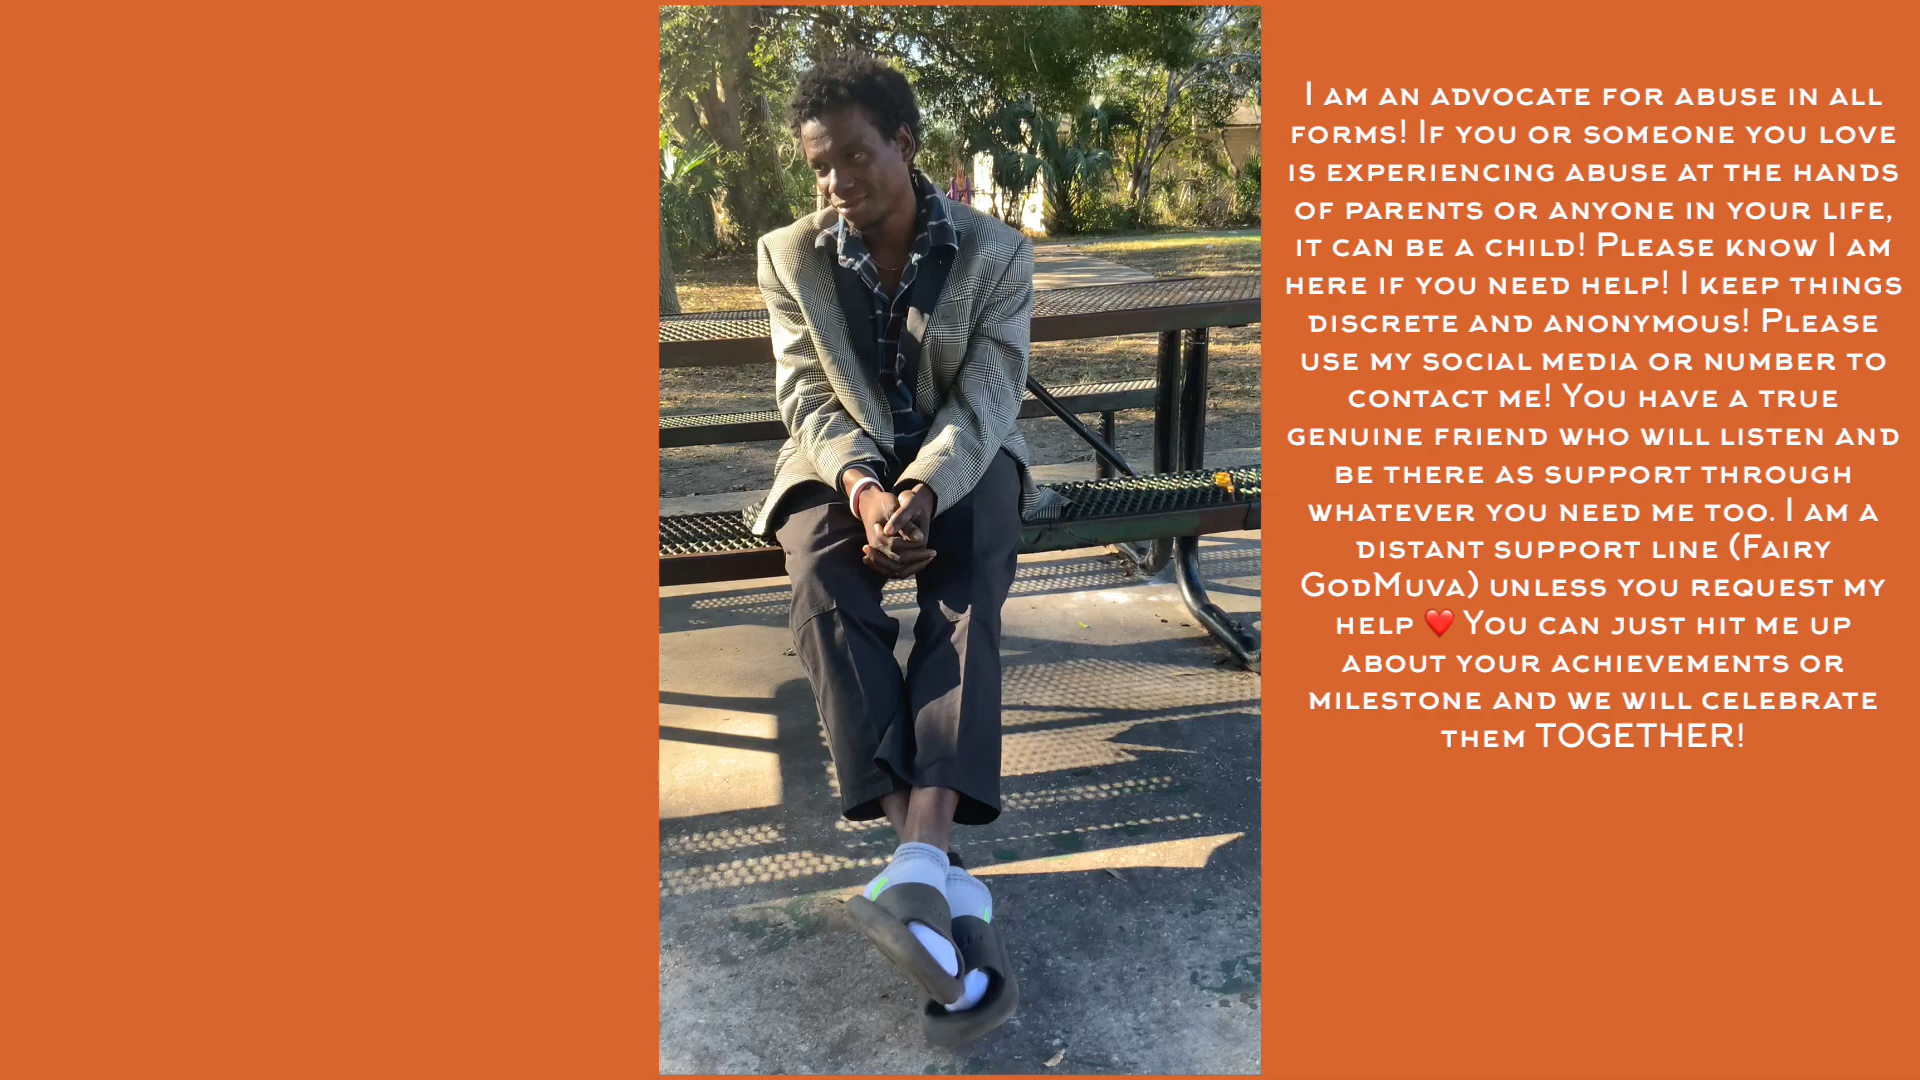 I am an advocate for abuse in all
forms! If you or someone you love
is experiencing abuse at the hands
of parents or anyone in your life,
it can be a child! Please know I am
here if you need help! I keep things
discrete and anonymous! Please
use my social media or number to
contact me! You have a true
genuine friend who will listen and
be there as support through
whatever you need me too. I am a
distant support line (Fairy
GodMuva) unless you request my
help ❤️ You can just hit me up
about your achievements or
milestone and we will celebrate
them TOGETHER!